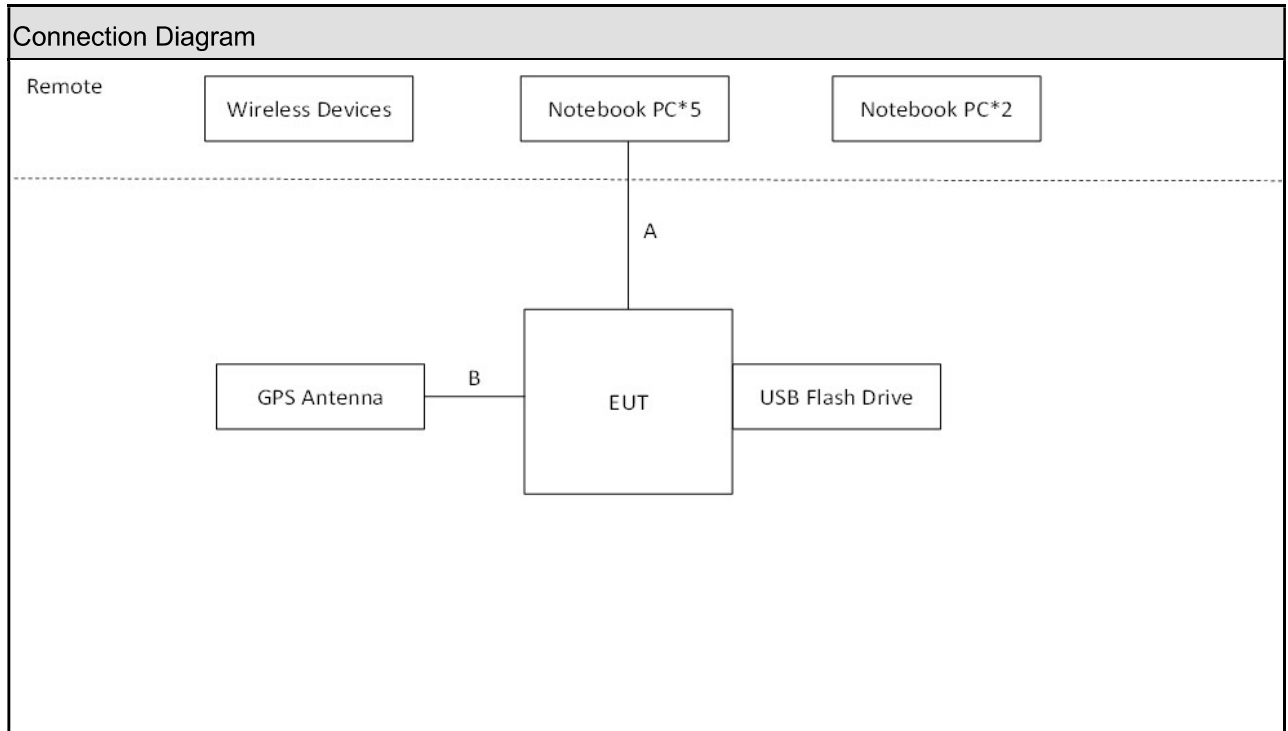 Connection Diagram
Remote
Wireless Devices
Notebook PC*5
Notebook PC*2
A
B
GPS Antenna
EUT
USB Flash Drive